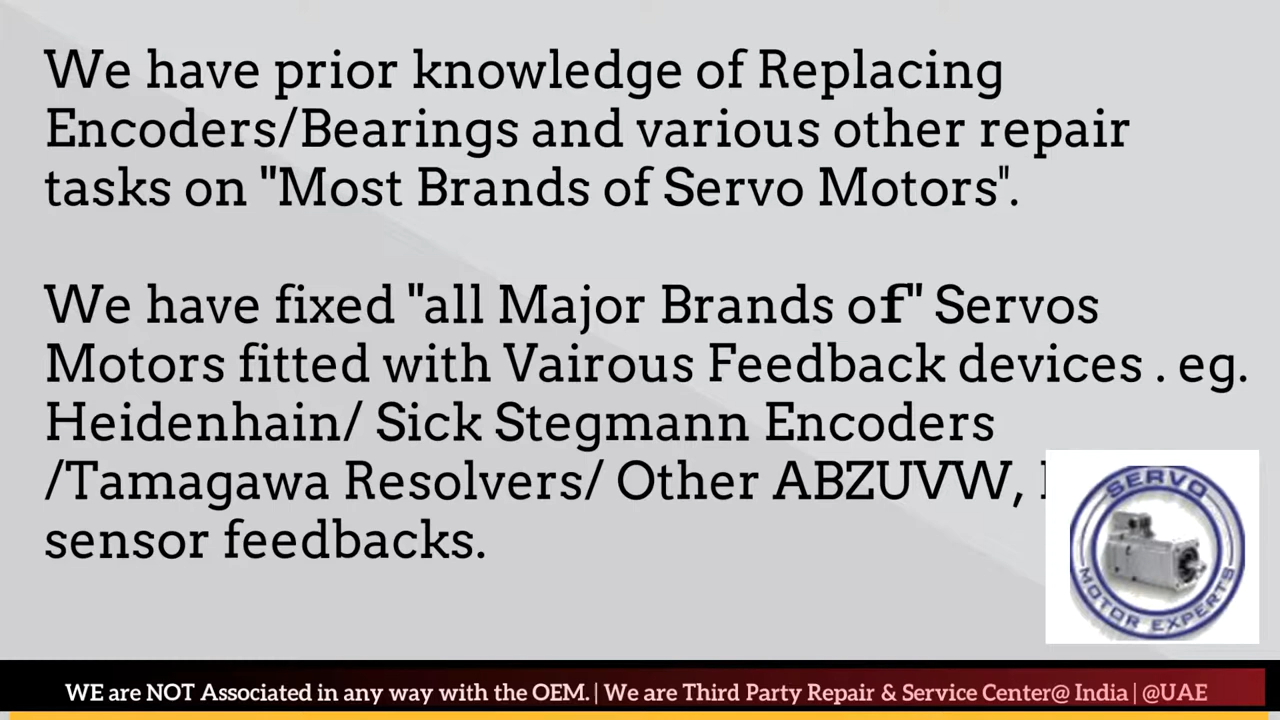 We have prior knowledge of Replacing
Encoders/Bearings and various other repair
tasks on "Most Brands of Servo Motors".
We have fixed "all Major Brands of" Servos
Motors fitted with Vairous Feedback devices . eg.
Heidenhain/ Sick Stegmann Encoders
/Tamagawa Resolvers/ Other ABZUVW,
sensor feedbacks.
SERVO
MOTOR EXPERTS
WE are NOT Associated in any way with the OEM. | We are Third Party Repair & Service Center@ India | @UAE